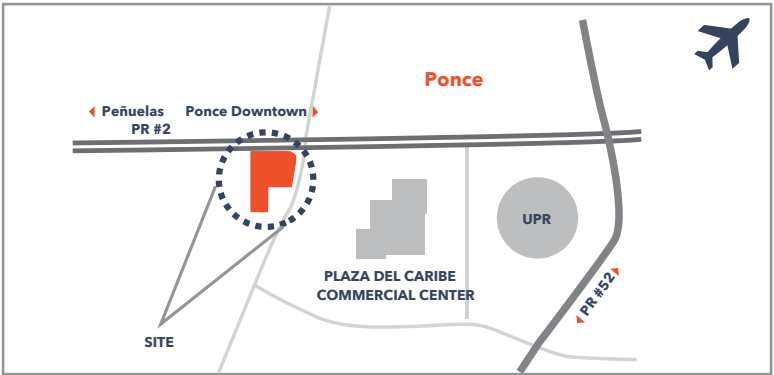 Ponce
Peñuelas
Ponce Downtown
PR #2
UPR
PLAZA DEL CARIBE
COMMERCIAL CENTER
PR #52
SITE